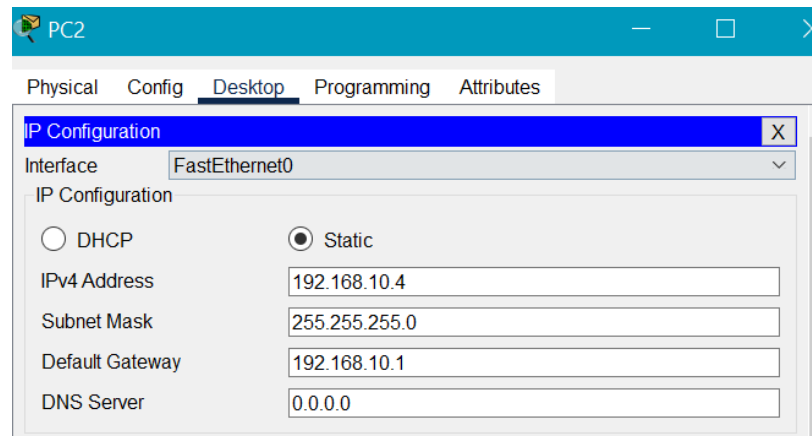 PC2
Physical Config Desktop Programming Attributes
IP Configuration X
Interface FastEthernet0
IP Configuration
DHCP Static
IPv4 Address 192.168.10.4
Subnet Mask 255.255.255.0
Default Gateway 192.168.10.1
DNS Server 0.0.0.0